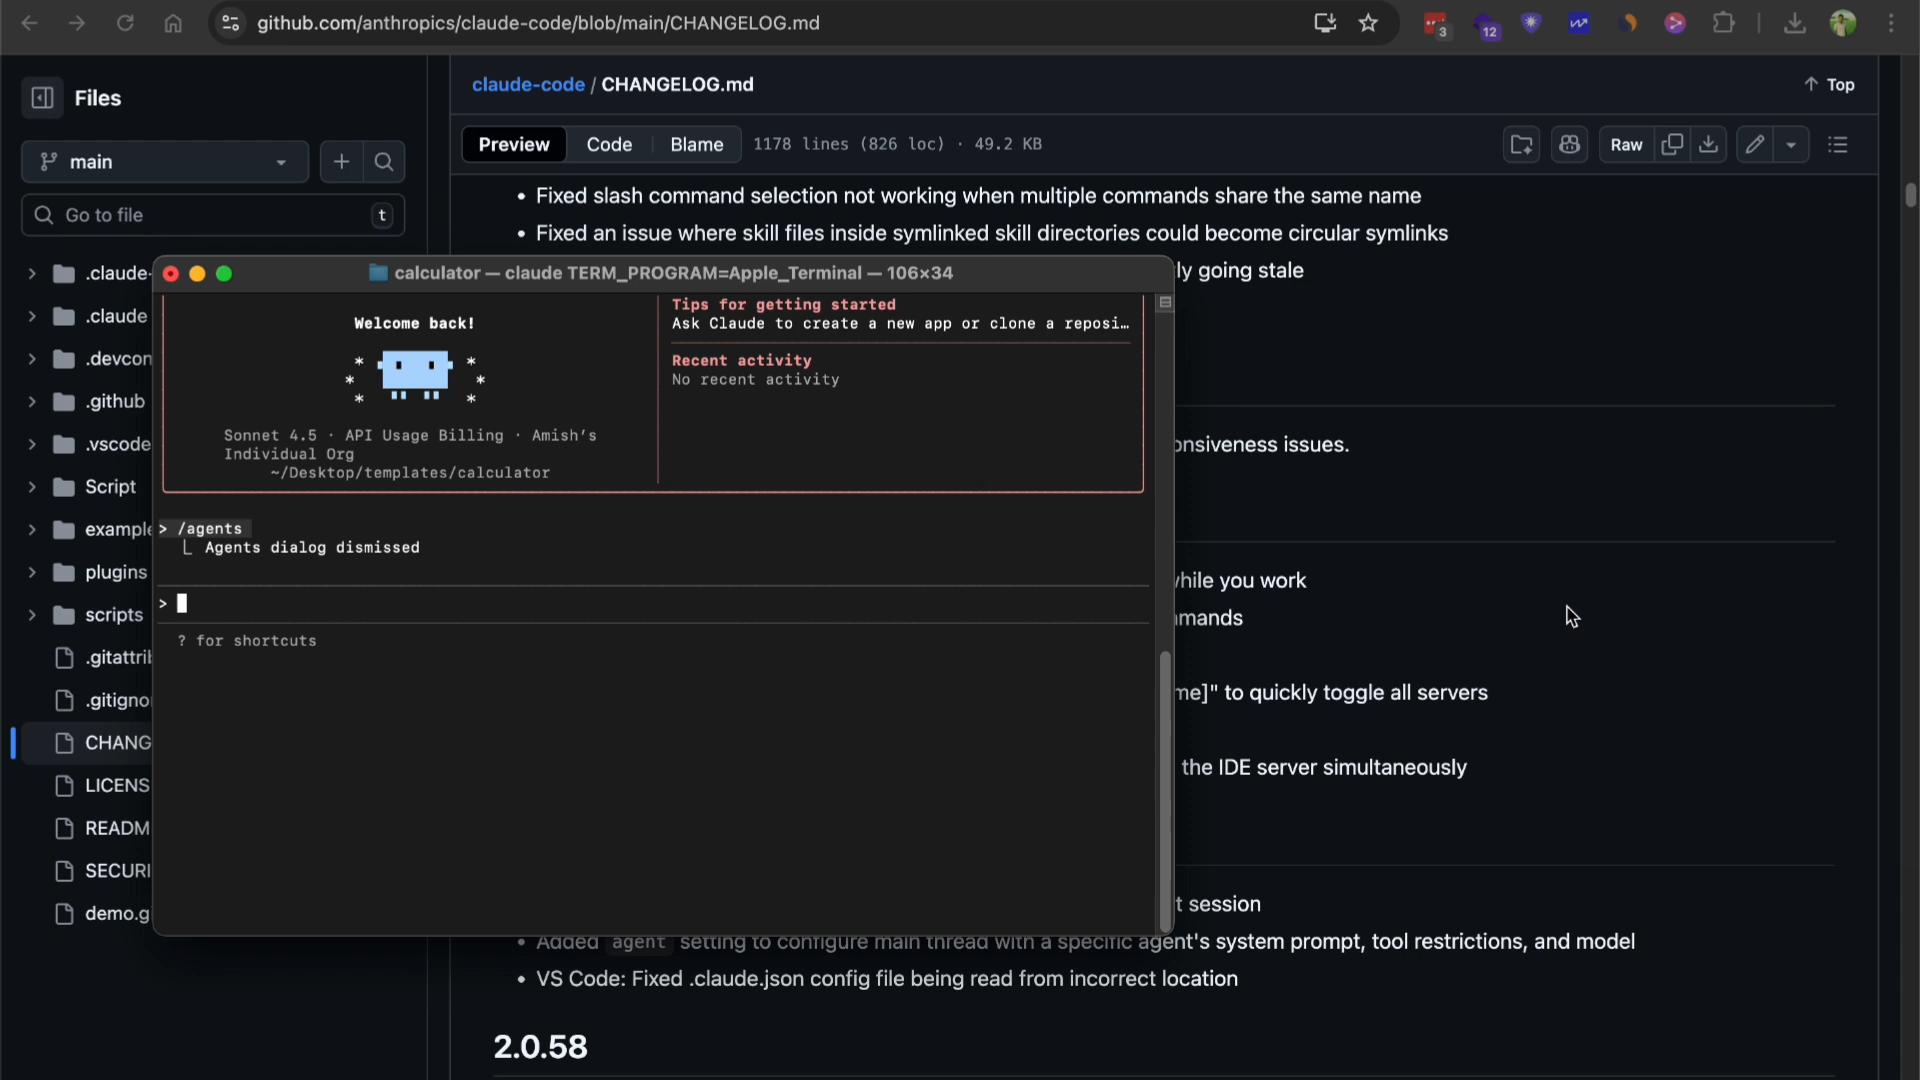 github.com/anthropics/claude-code/blob/main/CHANGELOG.md
3
12
Files
main
Go to file
t
.claude-
.claude
.devcon
.github
.vscode
Script
example
plugins
scripts
.gitattrib
.gitigno
CHANG
LICENS
READM
SECURI
demo.g
claude-code / CHANGELOG.md
Top
Preview
Code
Blame
1178 lines (826 loc) · 49.2 KB
Raw
• Fixed slash command selection not working when multiple commands share the same name
• Fixed an issue where skill files inside symlinked skill directories could become circular symlinks
ly going stale
onsiveness issues.
while you work
mmands
me]" to quickly toggle all servers
the IDE server simultaneously
t session
• Added agent setting to configure main thread with a specific agent's system prompt, tool restrictions, and model
• VS Code: Fixed .claude.json config file being read from incorrect location
2.0.58
calculator — claude TERM_PROGRAM=Apple_Terminal — 106×34
Welcome back!
* *
* *
* *
Sonnet 4.5 · API Usage Billing · Amish's
Individual Org
~/Desktop/templates/calculator
Tips for getting started
Ask Claude to create a new app or clone a reposi…
Recent activity
No recent activity
> /agents
⎿ Agents dialog dismissed
>
? for shortcuts